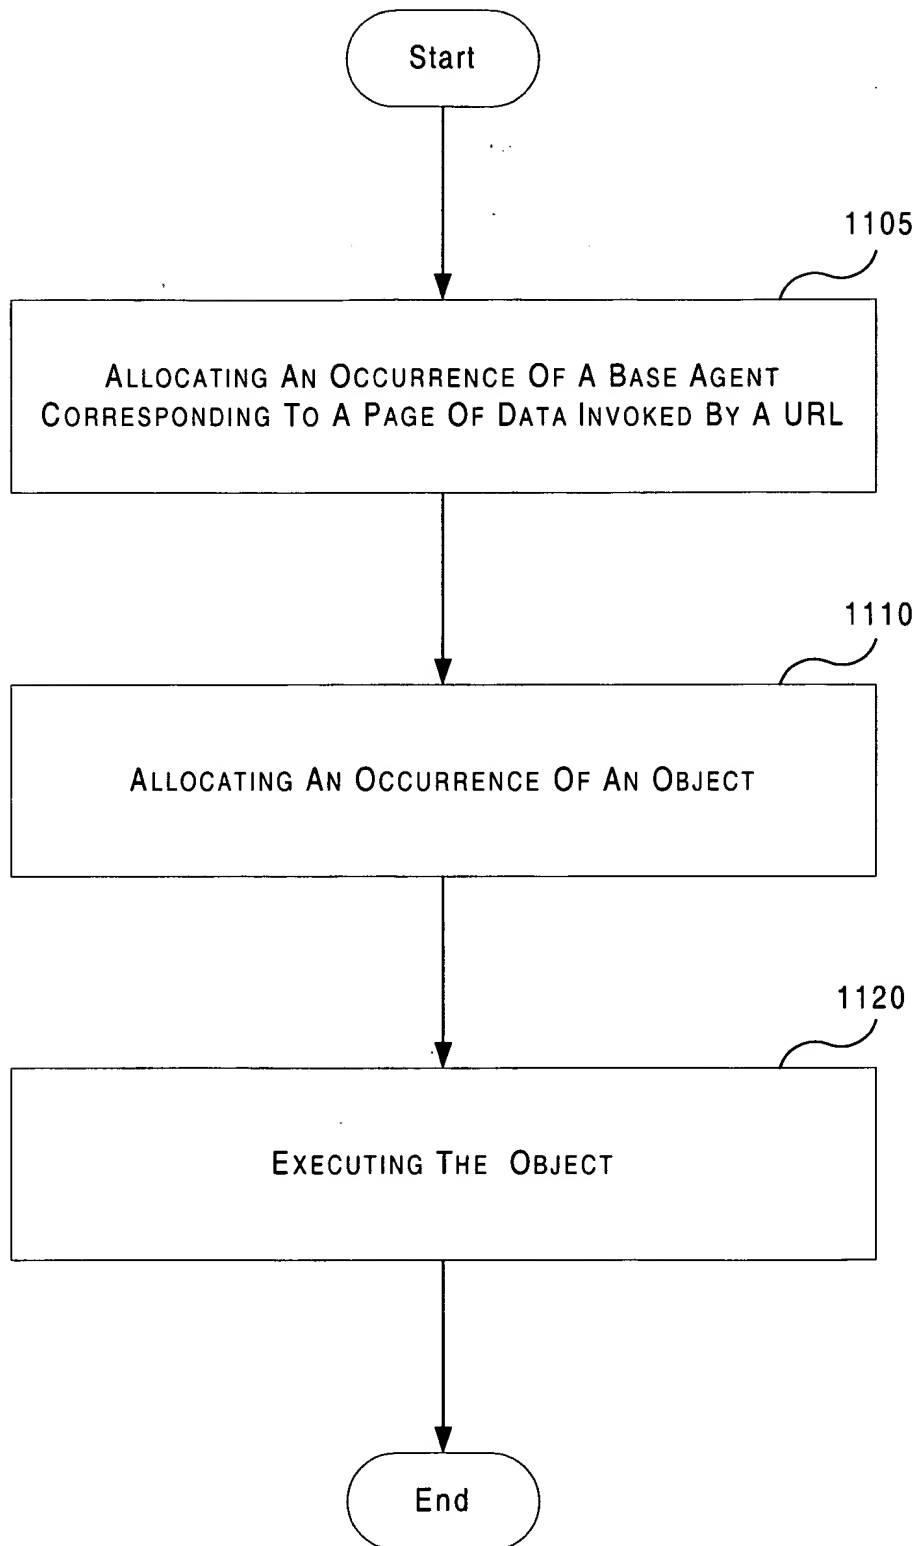 Start
1105
ALLOCATING AN OCCURRENCE OF A BASE AGENT
CORRESPONDING TO A PAGE OF DATA INVOKED BY A URL
1110
ALLOCATING AN OCCURRENCE OF AN OBJECT
1120
EXECUTING THE OBJECT
End